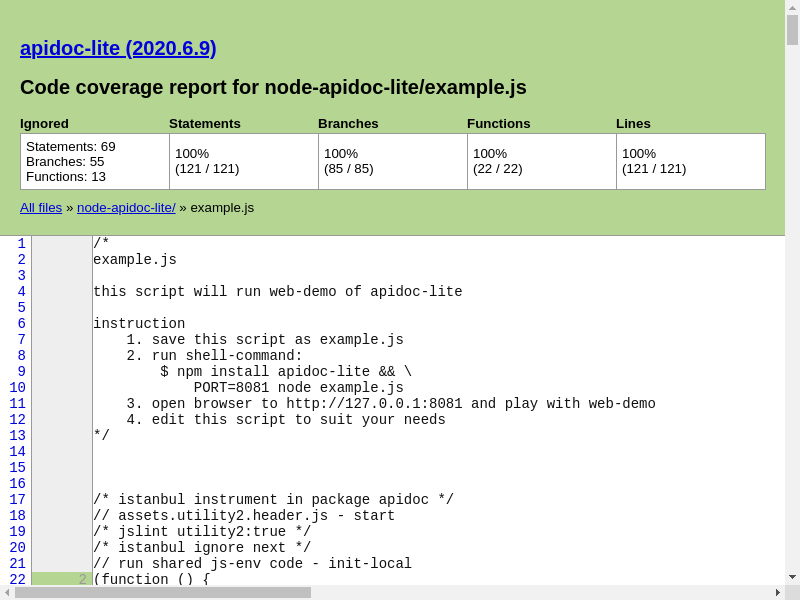 apidoc-lite (2020.6.9)
Code coverage report for node-apidoc-lite/example.js
Ignored Statements Branches Functions Lines
Statements: 69
Branches: 55
Functions: 13
100%
(121 / 121)
100%
(85 / 85)
100%
(22 / 22)
100%
(121 / 121)
All files » node-apidoc-lite/ » example.js
1 /*
2 example.js
3
4 this script will run web-demo of apidoc-lite
5
6 instruction
7     1. save this script as example.js
8     2. run shell-command:
9         $ npm install apidoc-lite && \
10             PORT=8081 node example.js
11     3. open browser to http://127.0.0.1:8081 and play with web-demo
12     4. edit this script to suit your needs
13 */
14
15
16
17 /* istanbul instrument in package apidoc */
18 // assets.utility2.header.js - start
19 /* jslint utility2:true */
20 /* istanbul ignore next */
21 // run shared js-env code - init-local
22 2 (function () {